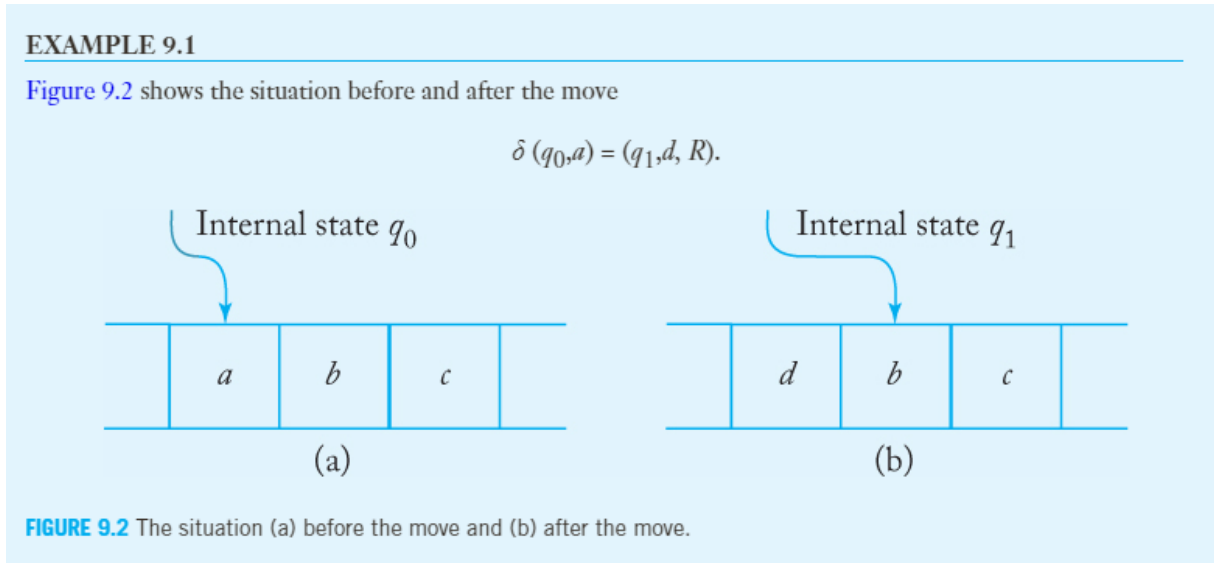 EXAMPLE 9.1
Figure 9.2 shows the situation before and after the move
δ (q₀,a) = (q₁,d, R).
Internal state q₀
Internal state q₁
a b c
d b c
(a)
(b)
FIGURE 9.2 The situation (a) before the move and (b) after the move.